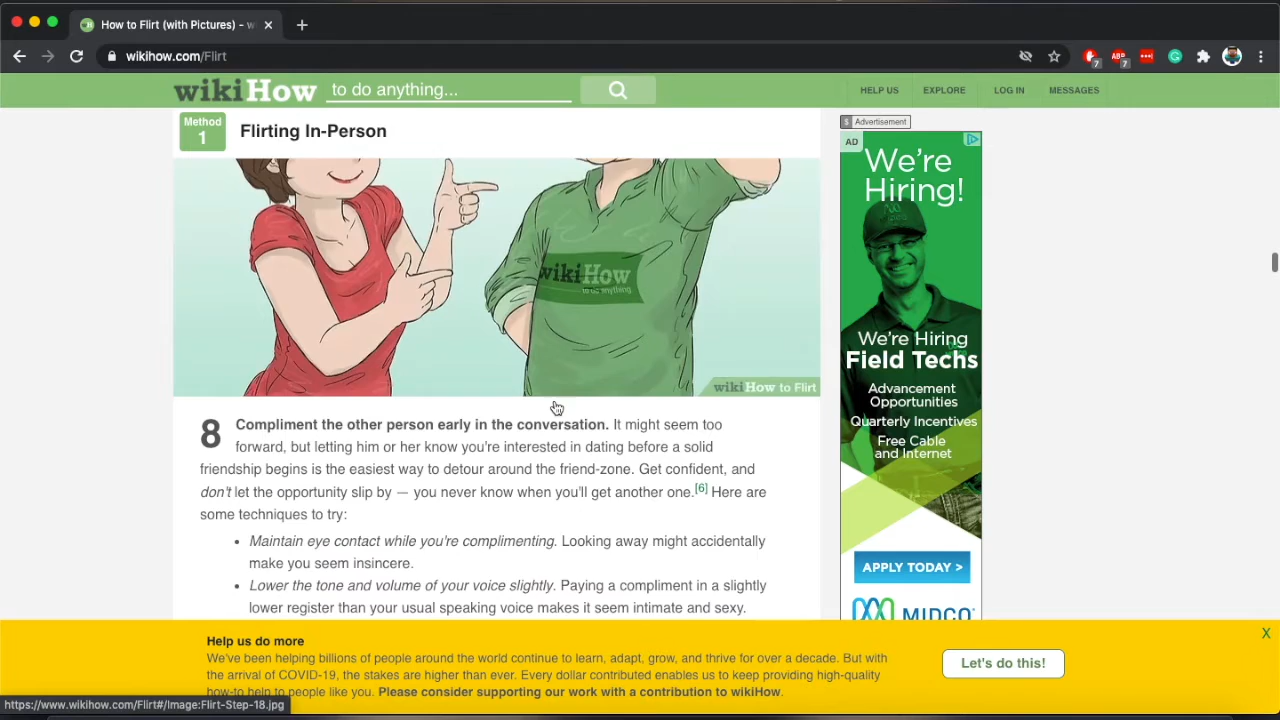 How to Flirt (with Pictures) - w
wikihow.com/Flirt
7
ABP
7
wikiHow to do anything...
HELP US
EXPLORE
LOG IN
MESSAGES
Method
1
Flirting In-Person
wikiHow
to do anything
wikiHow to Flirt
8 Compliment the other person early in the conversation. It might seem too
forward, but letting him or her know you're interested in dating before a solid
friendship begins is the easiest way to detour around the friend-zone. Get confident, and
don't let the opportunity slip by — you never know when you'll get another one.[6] Here are
some techniques to try:
• Maintain eye contact while you're complimenting. Looking away might accidentally
make you seem insincere.
• Lower the tone and volume of your voice slightly. Paying a compliment in a slightly
lower register than your usual speaking voice makes it seem intimate and sexy.
Advertisement
AD
We're
Hiring!
We're Hiring
Field Techs
Advancement
Opportunities
Quarterly Incentives
Free Cable
and Internet
APPLY TODAY >
MIDCO
Help us do more
We've been helping billions of people around the world continue to learn, adapt, grow, and thrive for over a decade. But with
the arrival of COVID-19, the stakes are higher than ever. Every dollar contributed enables us to keep providing high-quality
how-to help to people like you. Please consider supporting our work with a contribution to wikiHow.
Let's do this!
X
https://www.wikihow.com/Flirt#/Image:Flirt-Step-18.jpg